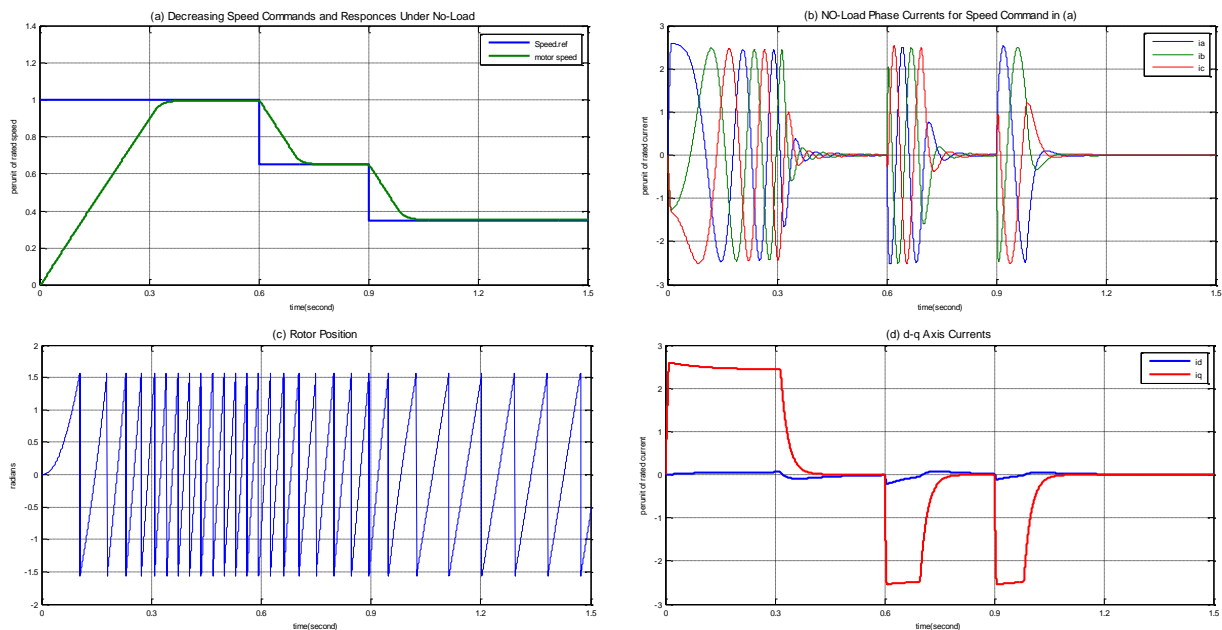 (a) Decreasing Speed Commands and Responces Under No-Load
1.4
1.2
1
0.8
0.6
0.4
0.2
0
perunit of rated speed
Speed.ref
motor speed
0
0.3
0.6
0.9
1.2
1.5
time(second)
(b) NO-Load Phase Currents for Speed Command in (a)
3
2
1
0
-1
-2
-3
perunit of rated current
ia
ib
ic
0
0.3
0.6
0.9
1.2
1.5
time(second)
(c) Rotor Position
2
1.5
1
0.5
0
-0.5
-1
-1.5
-2
radians
0
0.3
0.6
0.9
1.2
1.5
time(second)
(d) d-q Axis Currents
3
2
1
0
-1
-2
-3
perunit of rated current
id
iq
0
0.3
0.6
0.9
1.2
1.5
time(second)